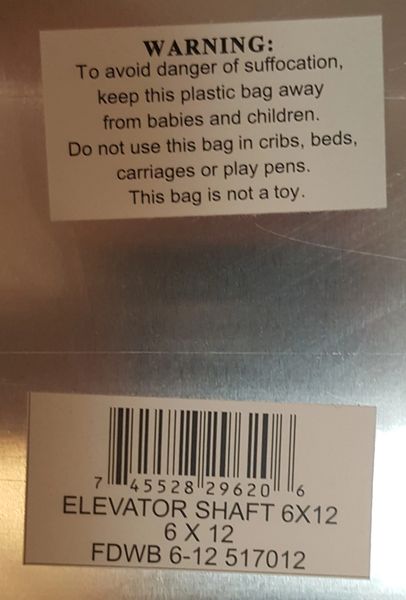 WARNING:
To avoid danger of suffocation,
keep this plastic bag away
from babies and children.
Do not use this bag in cribs, beds,
carriages or play pens.
This bag is not a toy.
7 45528 29620 6
ELEVATOR SHAFT 6X12
6 X 12
FDWB 6-12 517012